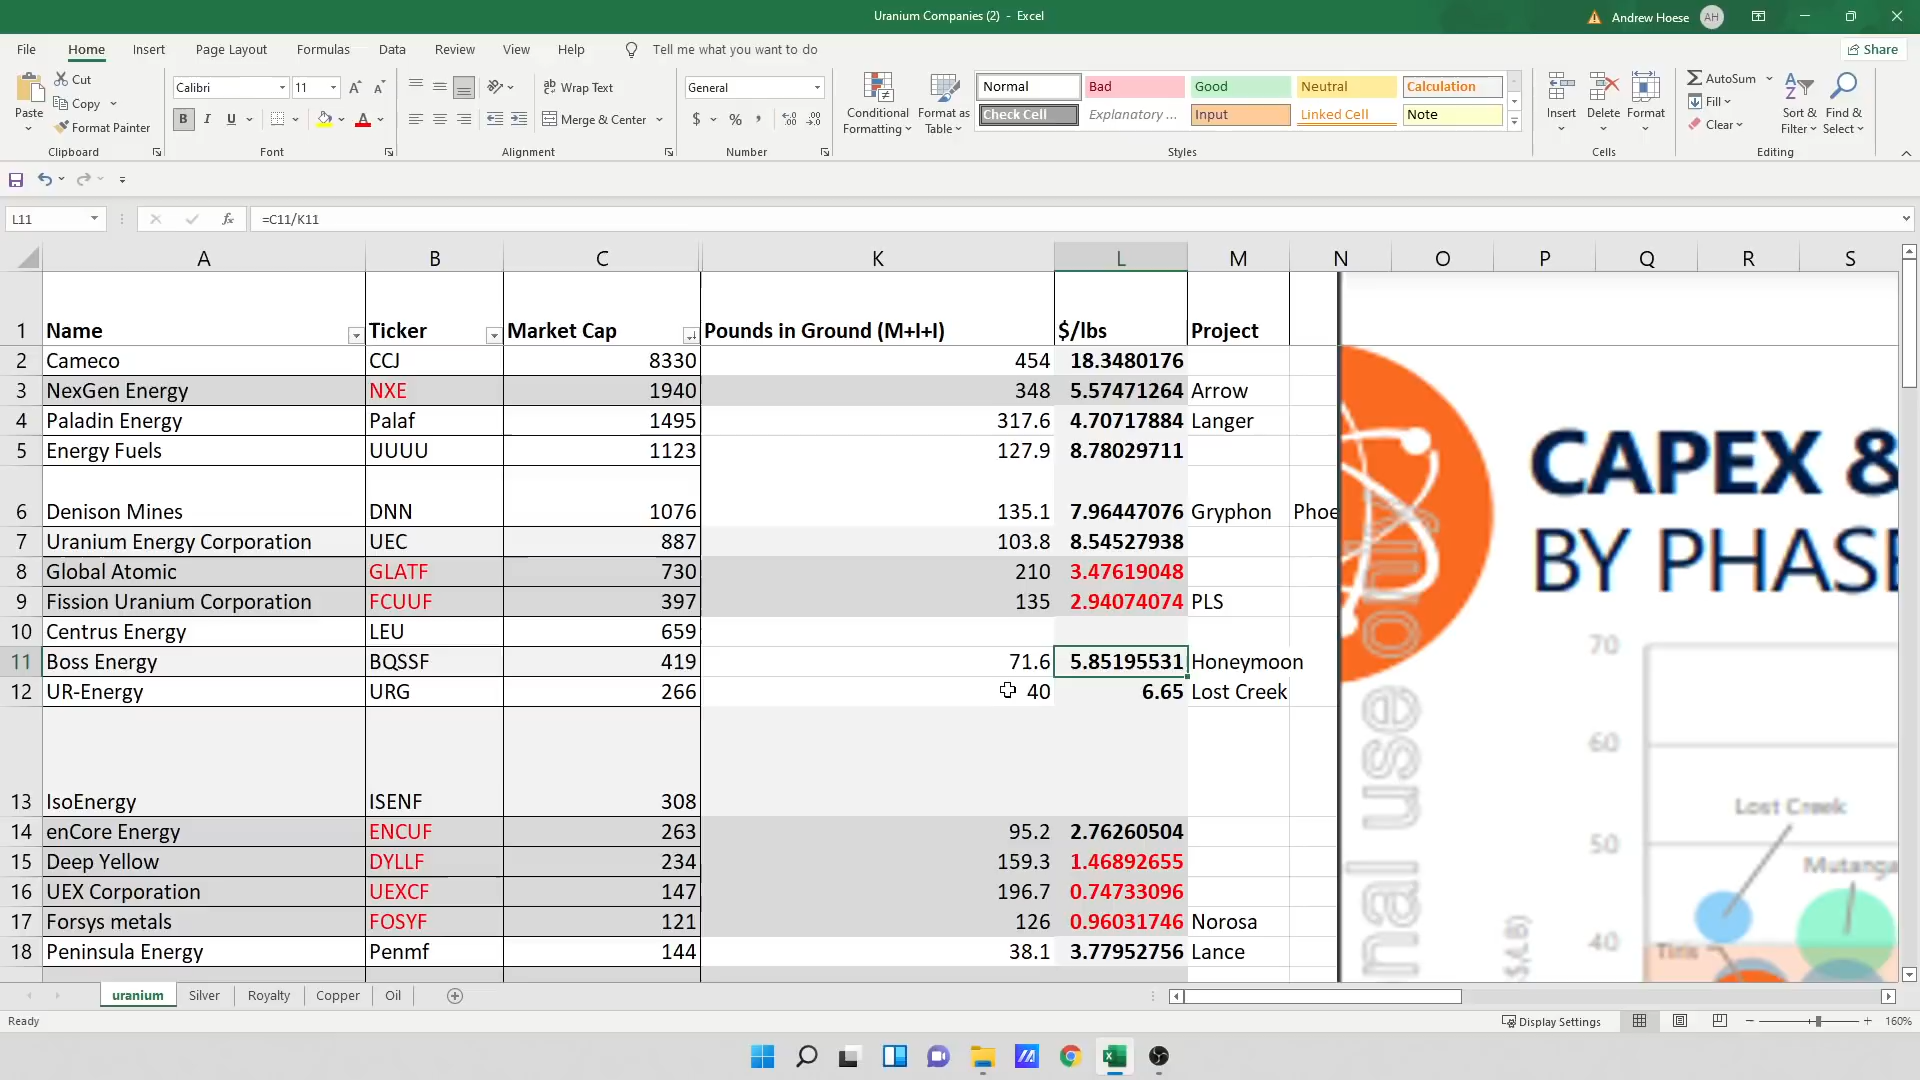 Uranium Companies (2) - Excel
Andrew Hoese AH
File Home Insert Page Layout Formulas Data Review View Help Tell me what you want to do Share
Cut
Copy
Format Painter
Paste
Clipboard
Calibri 11
B I U
Font
Wrap Text
Merge & Center
Alignment
General
$ % ,
Number
Conditional Formatting
Format as Table
Normal Bad Good Neutral Calculation
Check Cell Explanatory ... Input Linked Cell Note
Styles
Insert Delete Format
Cells
AutoSum
Fill
Clear
Sort & Filter
Find & Select
Editing
L11 fx =C11/K11
A B C K L M N O P Q R S
1 Name Ticker Market Cap Pounds in Ground (M+I+I) $/lbs Project
2 Cameco CCJ 8330 454 18.3480176
3 NexGen Energy NXE 1940 348 5.57471264 Arrow
4 Paladin Energy Palaf 1495 317.6 4.70717884 Langer
5 Energy Fuels UUUU 1123 127.9 8.78029711
6 Denison Mines DNN 1076 135.1 7.96447076 Gryphon Phoe
7 Uranium Energy Corporation UEC 887 103.8 8.54527938
8 Global Atomic GLATF 730 210 3.47619048
9 Fission Uranium Corporation FCUUF 397 135 2.94074074 PLS
10 Centrus Energy LEU 659
11 Boss Energy BQSSF 419 71.6 5.85195531 Honeymoon
12 UR-Energy URG 266 40 6.65 Lost Creek
13 IsoEnergy ISENF 308
14 enCore Energy ENCUF 263 95.2 2.76260504
15 Deep Yellow DYLLF 234 159.3 1.46892655
16 UEX Corporation UEXCF 147 196.7 0.74733096
17 Forsys metals FOSYF 121 126 0.96031746 Norosa
18 Peninsula Energy Penmf 144 38.1 3.77952756 Lance
CAPEX &
BY PHASE
nal use only
70
60
50
40
Lost Creek
Mutanga
Tiris
$/LB)
uranium Silver Royalty Copper Oil
Ready
Display Settings
160%